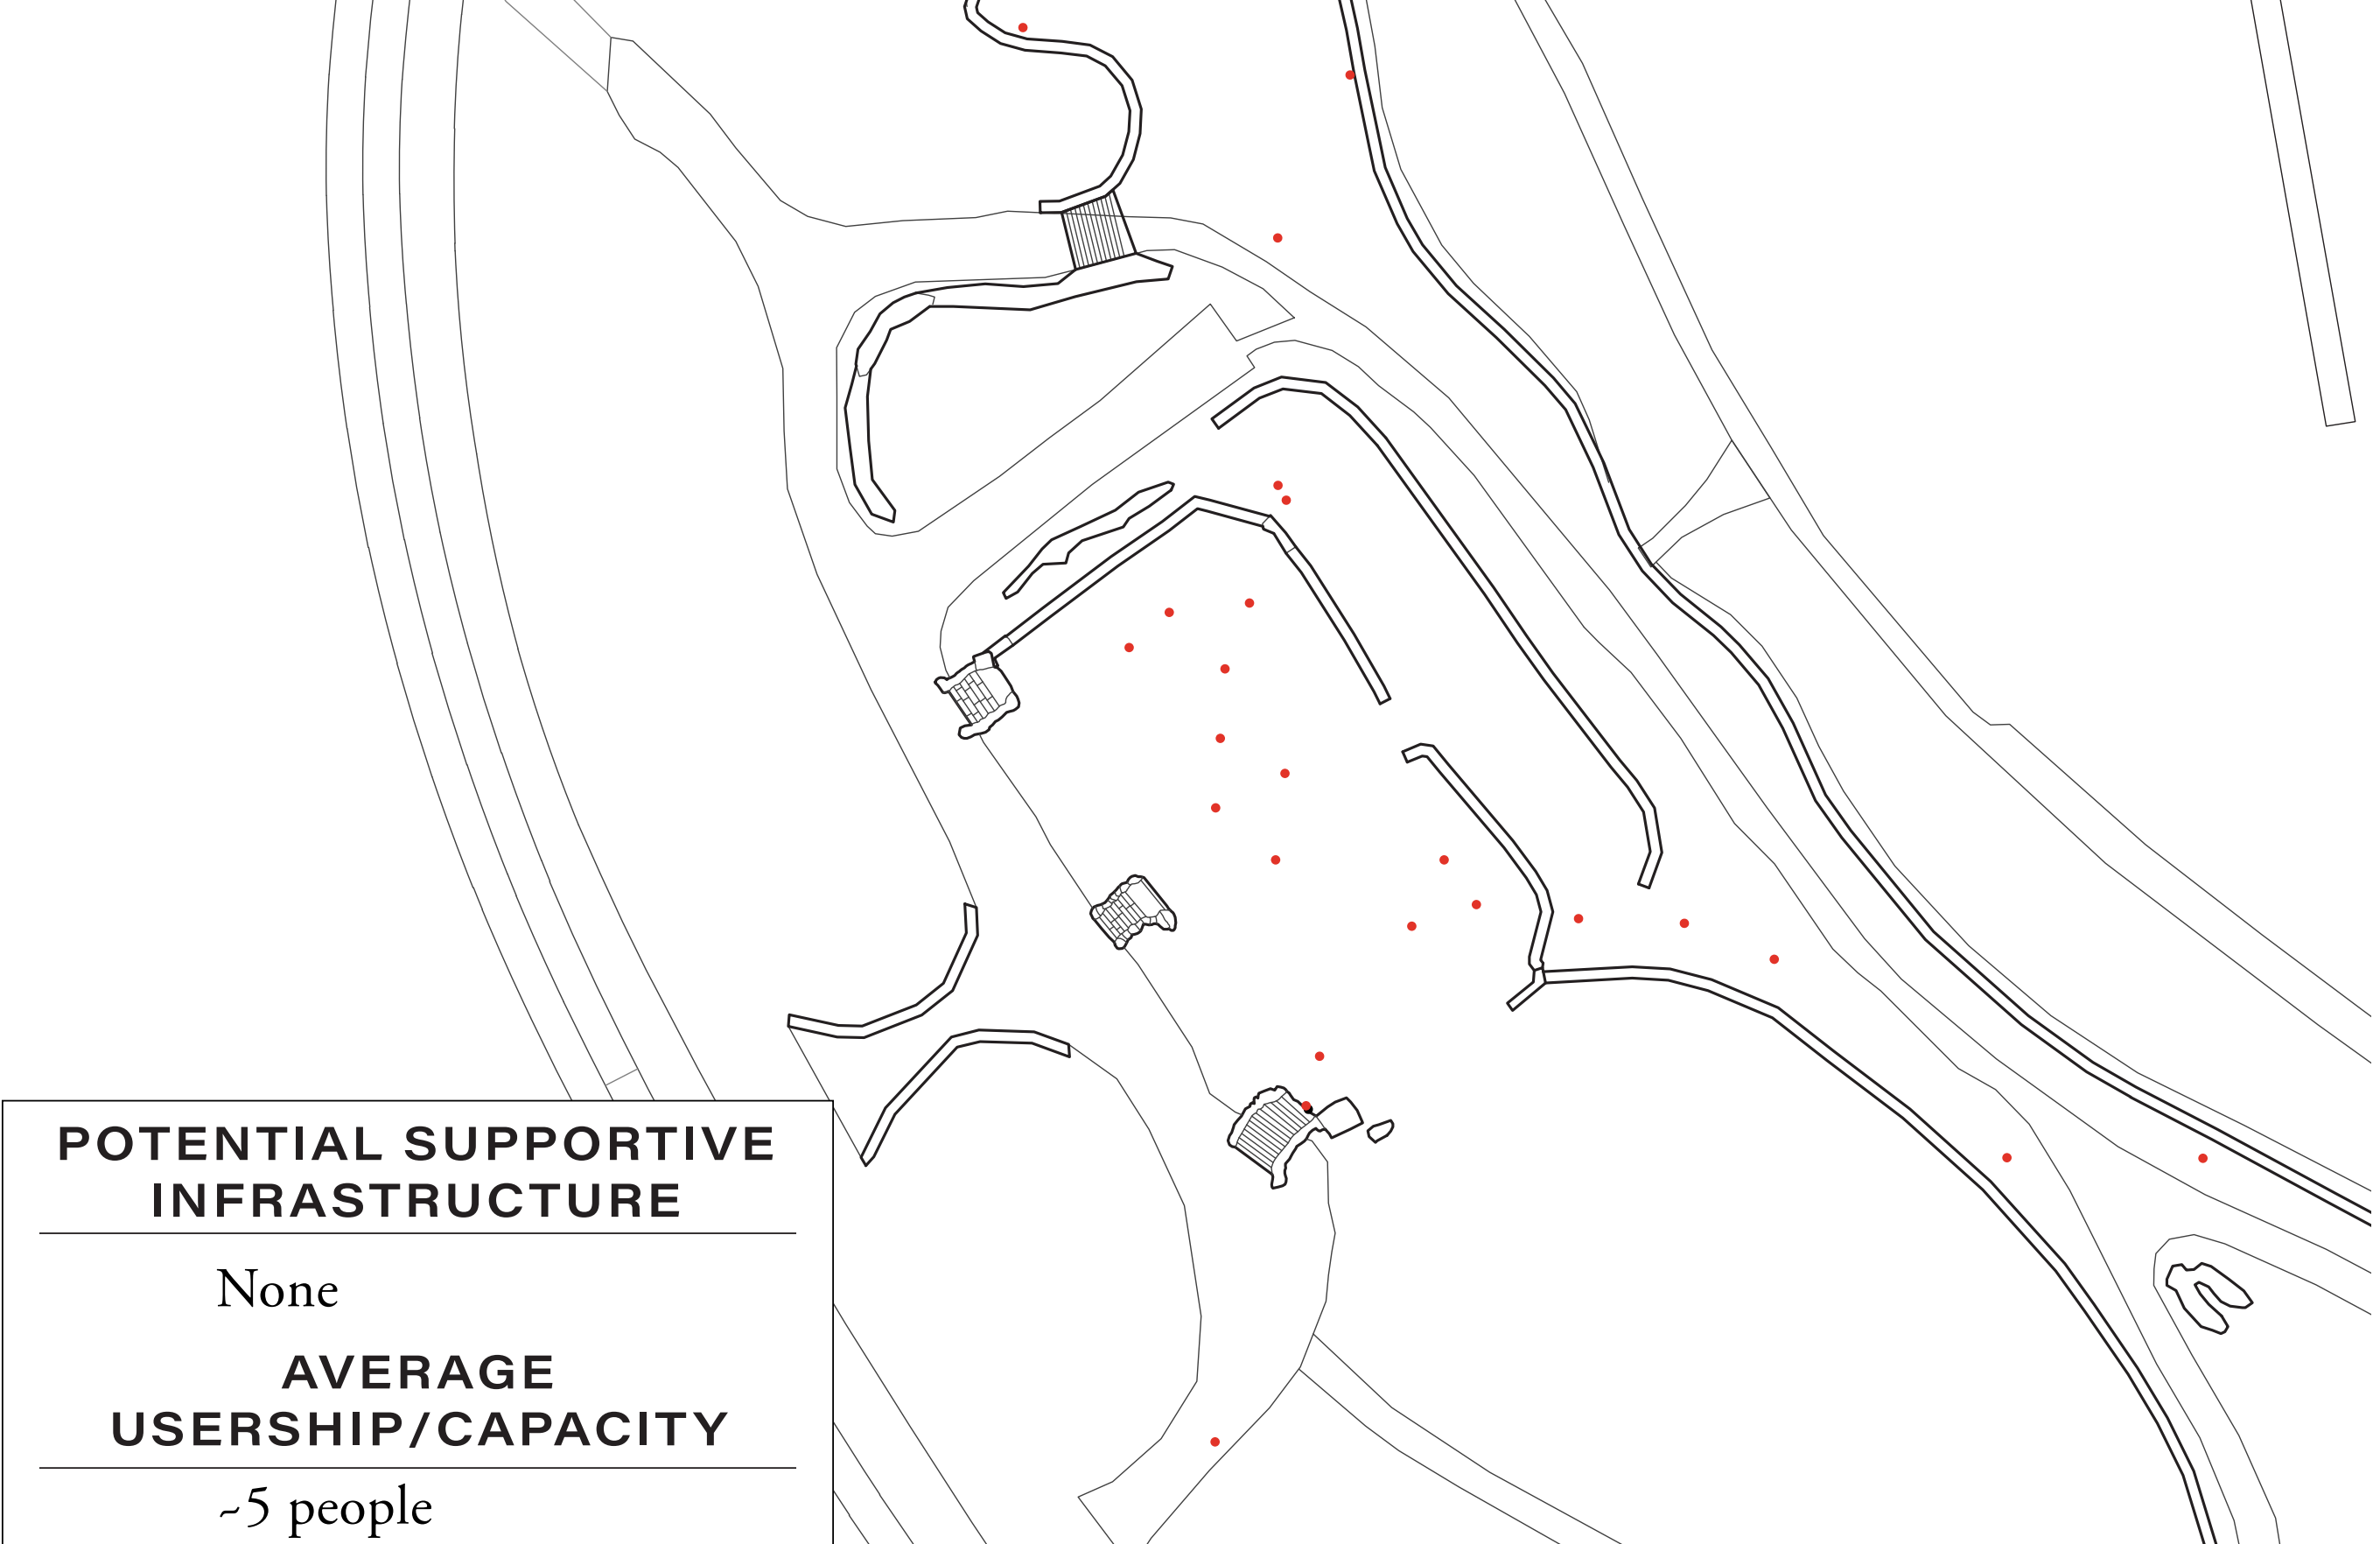 POTENTIAL SUPPORTIVE
INFRASTRUCTURE
None
AVERAGE
USERSHIP/CAPACITY
~5 people